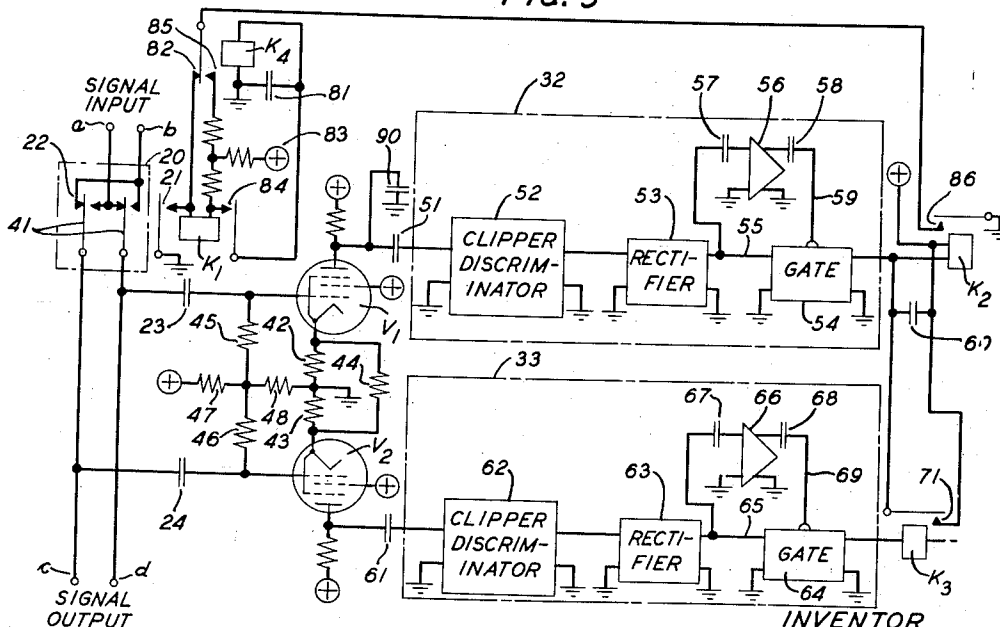 FIG. 3
85
82
K4
81
SIGNAL
INPUT
a
b
22
20
21
83
84
41
K1
90
51
32
57
56
58
52
CLIPPER
DISCRIM-
INATOR
53
RECTI-
FIER
55
59
GATE
54
86
K2
60
23
V1
45
42
44
47
48
46
43
V2
24
61
33
67
66
68
62
CLIPPER
DISCRIM-
INATOR
63
RECTI-
FIER
65
69
GATE
64
71
K3
c
d
SIGNAL
OUTPUT
INVENTOR